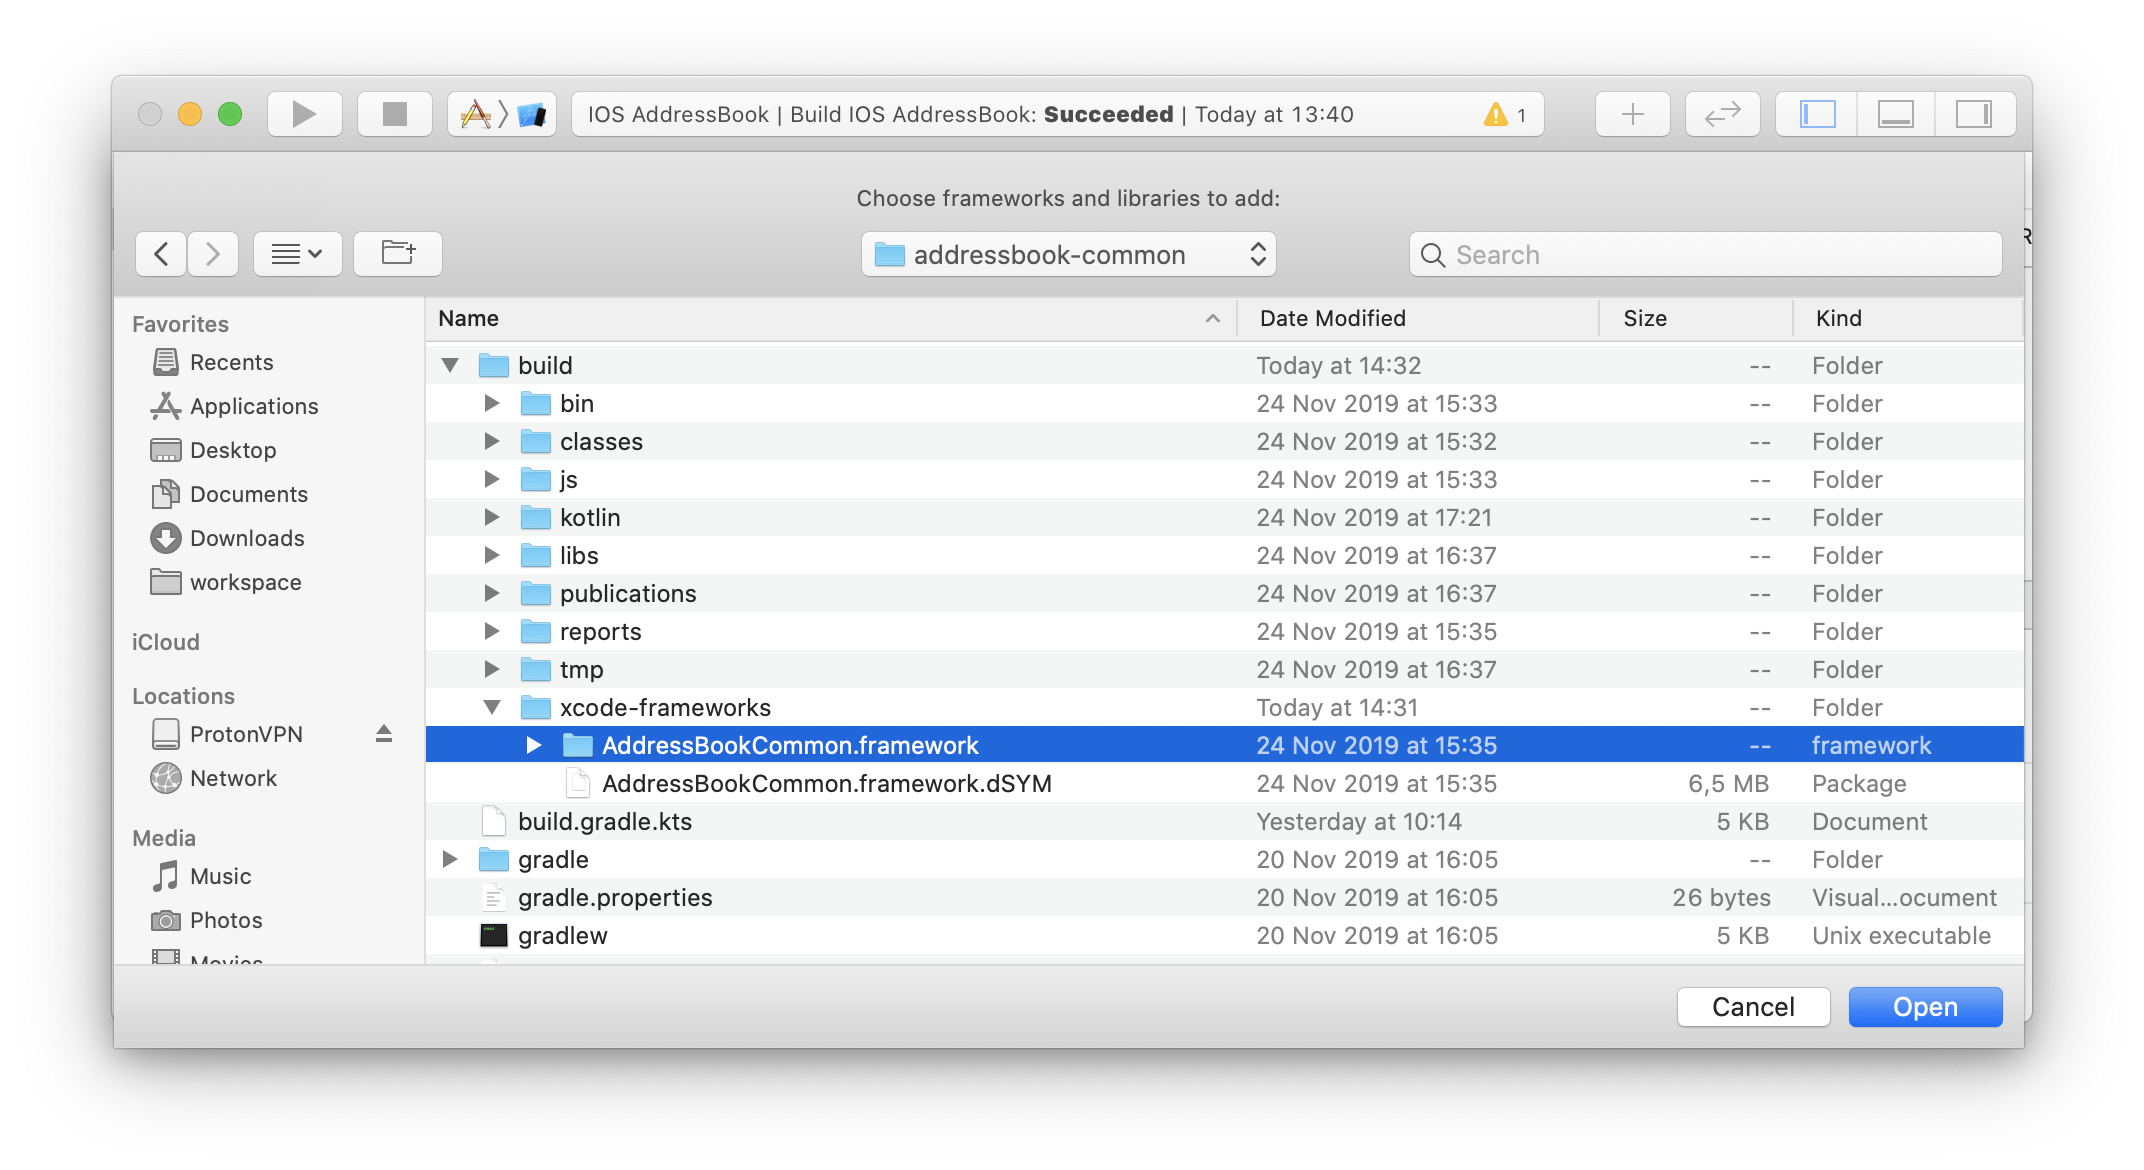 IOS AddressBook | Build IOS AddressBook: Succeeded | Today at 13:40 1
Choose frameworks and libraries to add:
addressbook-common
Search
R
Favorites
Recents
Applications
Desktop
Documents
Downloads
workspace
iCloud
Locations
ProtonVPN
Network
Media
Music
Photos
Movies
Name Date Modified Size Kind
build Today at 14:32 -- Folder
bin 24 Nov 2019 at 15:33 -- Folder
classes 24 Nov 2019 at 15:32 -- Folder
js 24 Nov 2019 at 15:33 -- Folder
kotlin 24 Nov 2019 at 17:21 -- Folder
libs 24 Nov 2019 at 16:37 -- Folder
publications 24 Nov 2019 at 16:37 -- Folder
reports 24 Nov 2019 at 15:35 -- Folder
tmp 24 Nov 2019 at 16:37 -- Folder
xcode-frameworks Today at 14:31 -- Folder
AddressBookCommon.framework 24 Nov 2019 at 15:35 -- framework
AddressBookCommon.framework.dSYM 24 Nov 2019 at 15:35 6,5 MB Package
build.gradle.kts Yesterday at 10:14 5 KB Document
gradle 20 Nov 2019 at 16:05 -- Folder
gradle.properties 20 Nov 2019 at 16:05 26 bytes Visual...ocument
gradlew 20 Nov 2019 at 16:05 5 KB Unix executable
Cancel Open